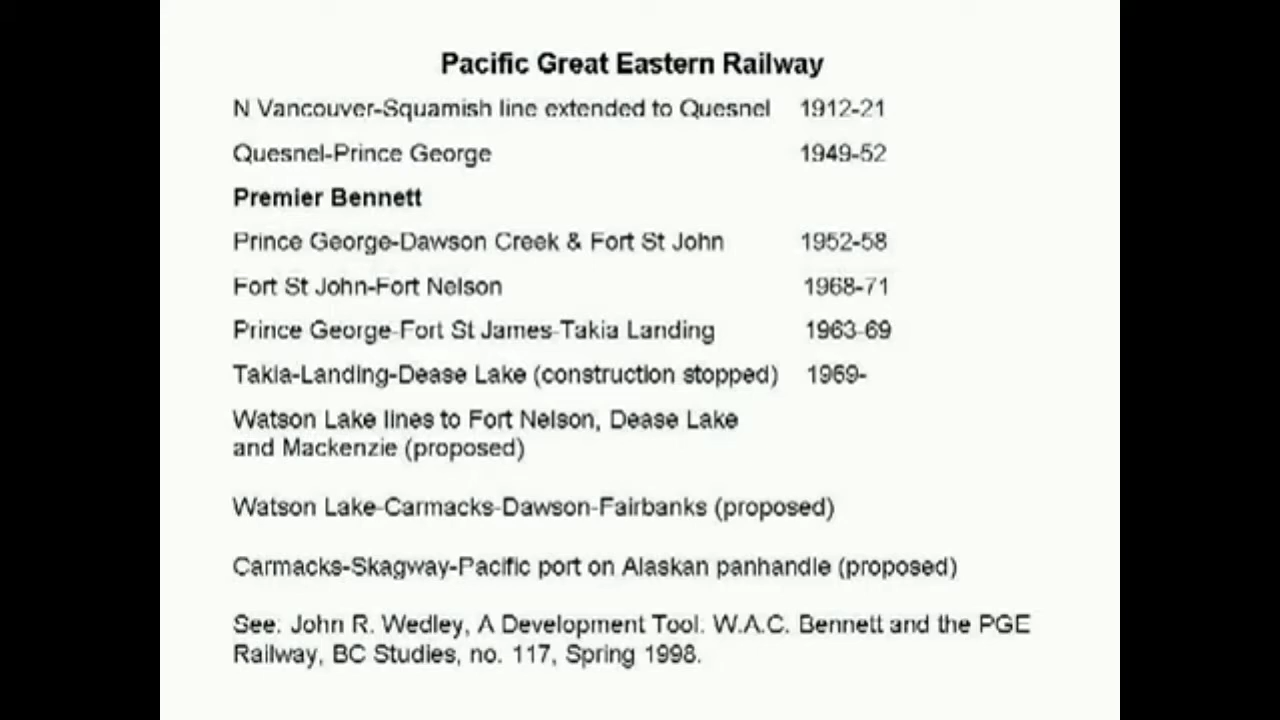 Pacific Great Eastern Railway
N Vancouver-Squamish line extended to Quesnel 1912-21
Quesnel-Prince George 1949-52
Premier Bennett
Prince George-Dawson Creek & Fort St John 1952-58
Fort St John-Fort Nelson 1968-71
Prince George-Fort St James-Takia Landing 1963-69
Takla-Landing-Dease Lake (construction stopped) 1969-
Watson Lake lines to Fort Nelson, Dease Lake
and Mackenzie (proposed)
Watson Lake-Carmacks-Dawson-Fairbanks (proposed)
Carmacks-Skagway-Pacific port on Alaskan panhandle (proposed)
See: John R. Wedley, A Development Tool: W.A.C. Bennett and the PGE
Railway, BC Studies, no. 117, Spring 1998.